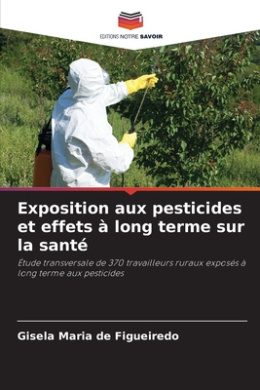 EDITIONS NOTRE SAVOIR
Exposition aux pesticides
et effets à long terme sur
la santé
Étude transversale de 370 travailleurs ruraux exposés à
long terme aux pesticides
Gisela Maria de Figueiredo